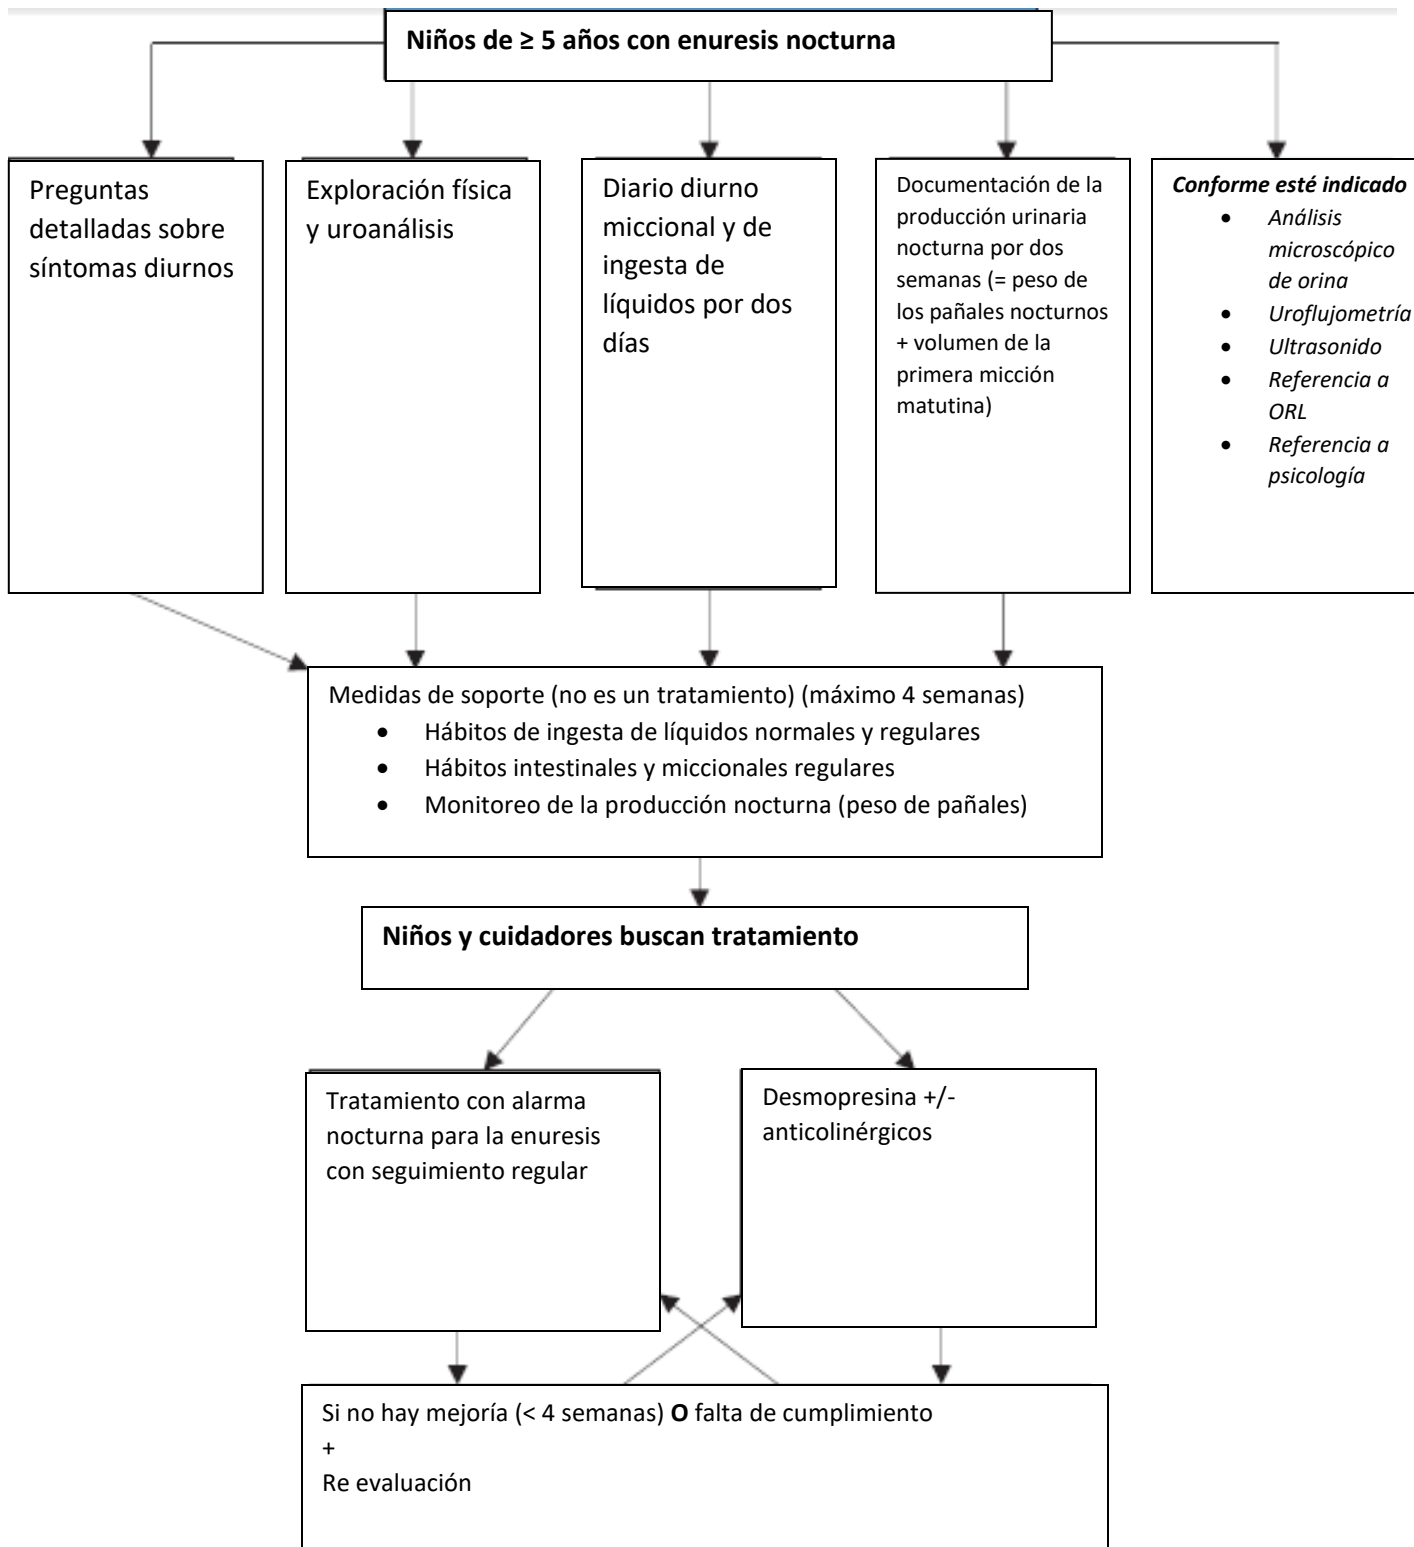 Niños de ≥ 5 años con enuresis nocturna
Preguntas
detalladas sobre
síntomas diurnos
Exploración física
y uroanálisis
Diario diurno
miccional y de
ingesta de
líquidos por dos
días
Documentación de la
producción urinaria
nocturna por dos
semanas (= peso de
los pañales nocturnos
+ volumen de la
primera micción
matutina)
Conforme esté indicado
• Análisis
microscópico
de orina
• Uroflujometría
• Ultrasonido
• Referencia a
ORL
• Referencia a
psicología
Medidas de soporte (no es un tratamiento) (máximo 4 semanas)
• Hábitos de ingesta de líquidos normales y regulares
• Hábitos intestinales y miccionales regulares
• Monitoreo de la producción nocturna (peso de pañales)
Niños y cuidadores buscan tratamiento
Tratamiento con alarma
nocturna para la enuresis
con seguimiento regular
Desmopresina +/-
anticolinérgicos
Si no hay mejoría (< 4 semanas) O falta de cumplimiento
+
Re evaluación